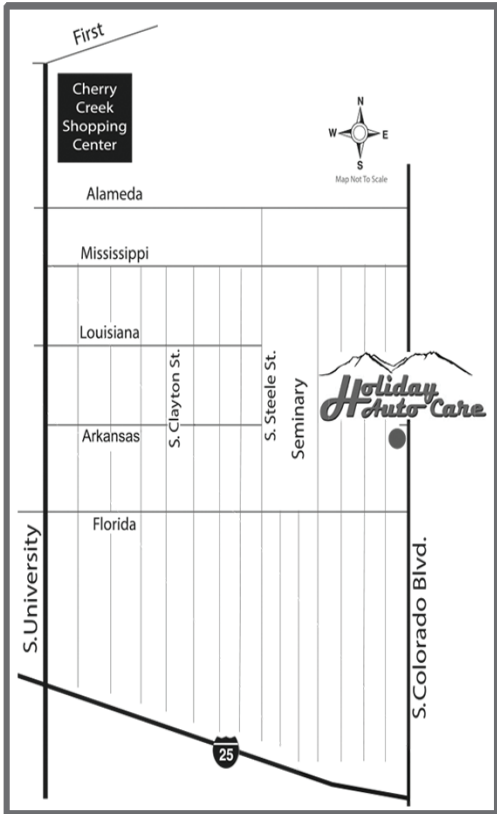 First
Cherry
Creek
Shopping
Center
N
W E
S
Map Not To Scale
Alameda
Mississippi
Louisiana
S. Clayton St.
S. Steele St.
Seminary
Holiday
Auto Care
Arkansas
Florida
S.University
S.Colorado Blvd.
25